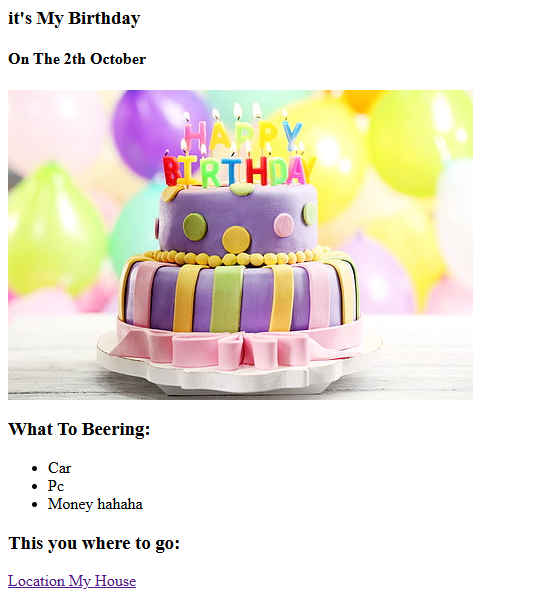 it's My Birthday
On The 2th October
HAPPY
BIRTHDAY
What To Beering:
Car
Pc
Money hahaha
This you where to go:
Location My House